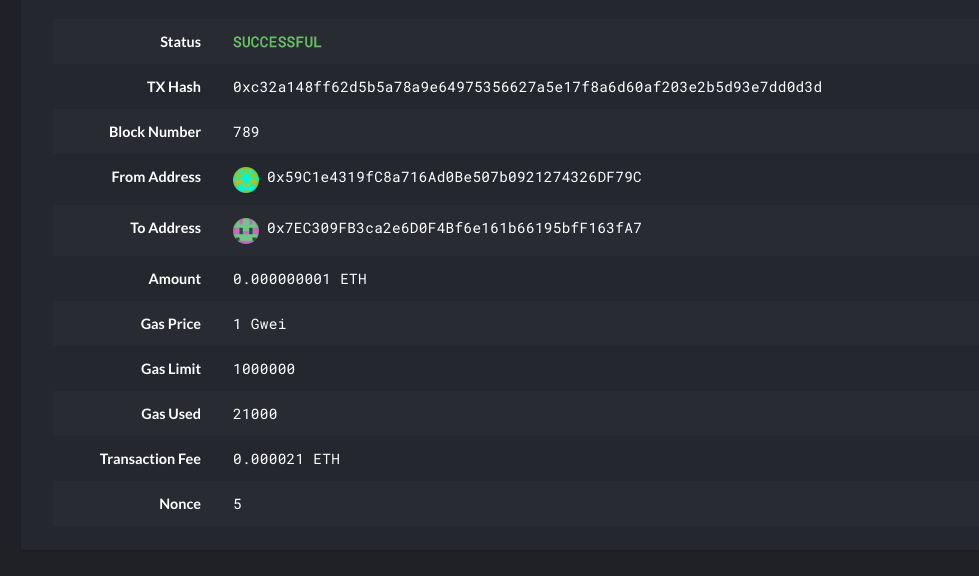 Status SUCCESSFUL
TX Hash 0xc32a148ff62d5b5a78a9e64975356627a5e17f8a6d60af203e2b5d93e7dd0d3d
Block Number 789
From Address 0x59C1e4319fC8a716Ad0Be507b0921274326DF79C
To Address 0x7EC309FB3ca2e6D0F4Bf6e161b66195bfF163fA7
Amount 0.000000001 ETH
Gas Price 1 Gwei
Gas Limit 1000000
Gas Used 21000
Transaction Fee 0.000021 ETH
Nonce 5